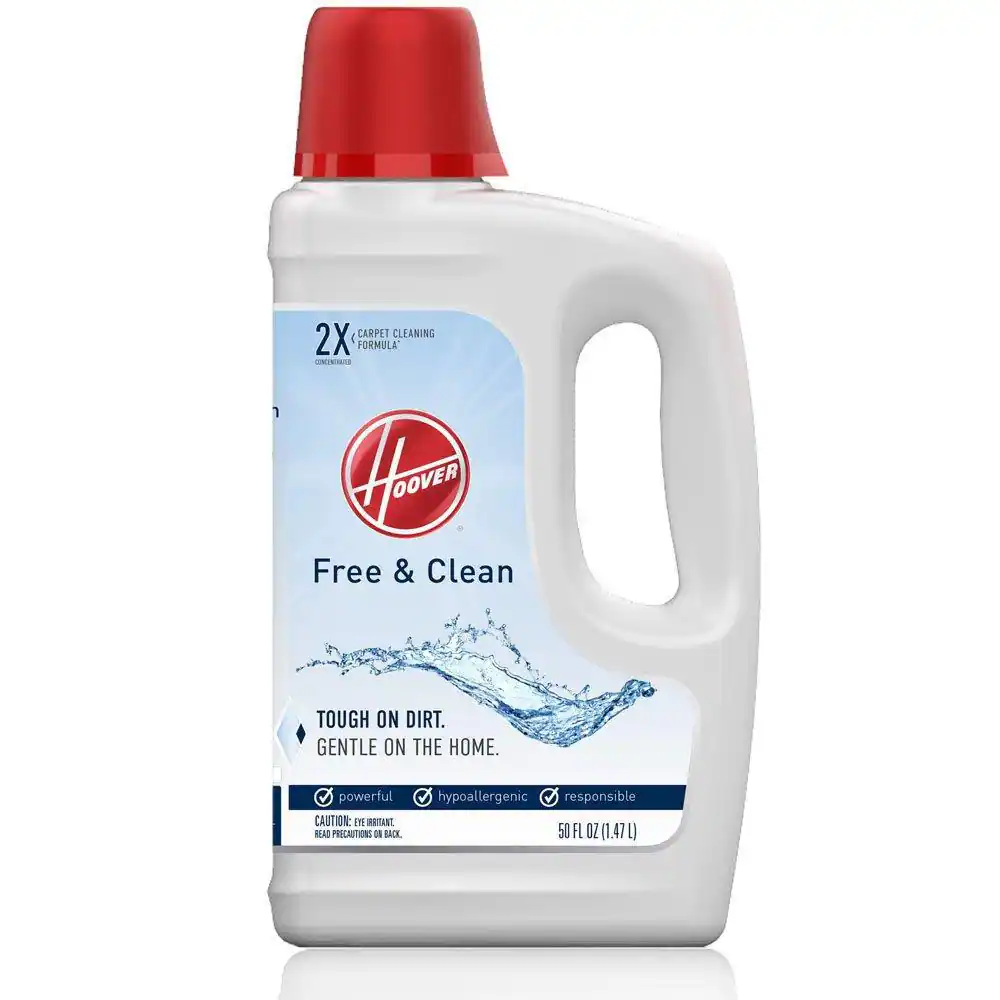 2X
CONCENTRATED
CARPET CLEANING
FORMULA*
HOOVER
®
Free & Clean
TOUGH ON DIRT.
GENTLE ON THE HOME.
powerful hypoallergenic responsible
CAUTION: EYE IRRITANT.
READ PRECAUTIONS ON BACK.
50 FL OZ (1.47 L)